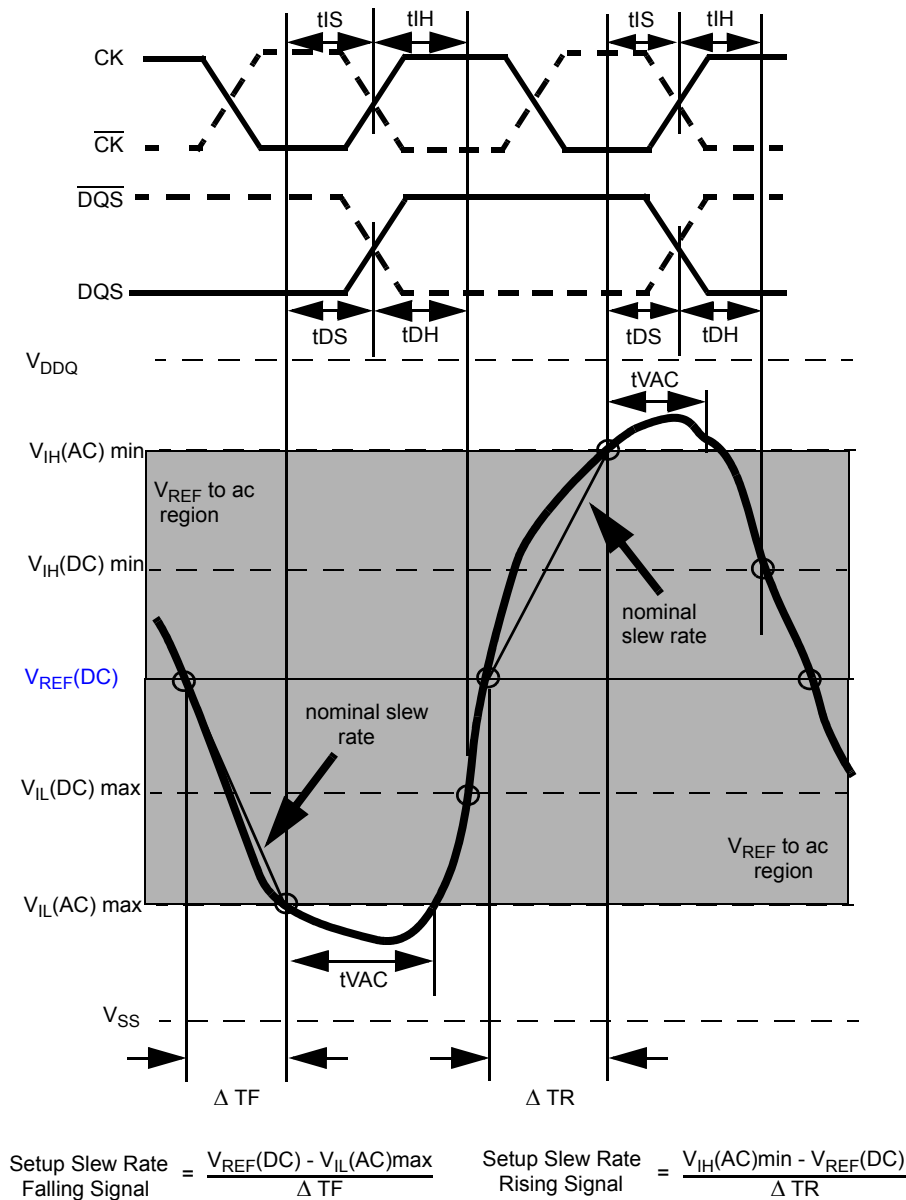 tIS tIH tIS tIH
CK
C̅K̅
D̅Q̅S̅
DQS
tDS tDH tDS tDH
VDDQ
tVAC
VIH(AC) min
VREF to ac
region
VIH(DC) min
nominal
slew rate
VREF(DC)
nominal slew
rate
VIL(DC) max
VREF to ac
region
VIL(AC) max
tVAC
VSS
Δ TF Δ TR
Setup Slew Rate
Falling Signal
= VREF(DC) - VIL(AC)max
Δ TF
Setup Slew Rate
Rising Signal
= VIH(AC)min - VREF(DC)
Δ TR